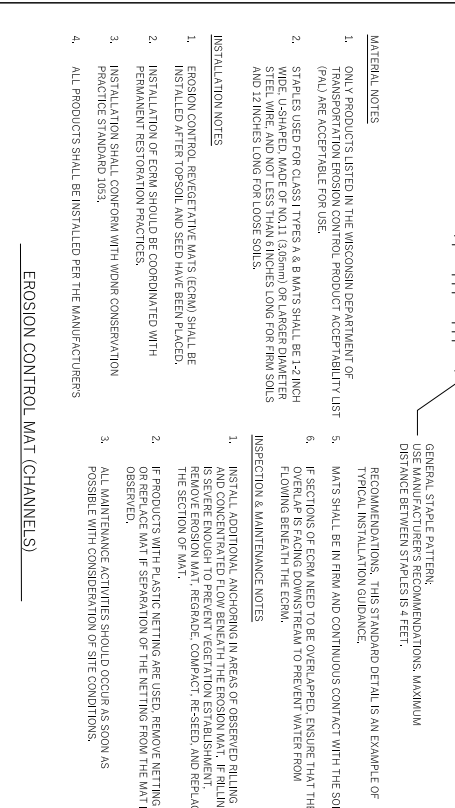 GENERAL STAPLE PATTERN;
USE MANUFACTURER'S RECOMMENDATIONS. MAXIMUM
DISTANCE BETWEEN STAPLES IS 4 FEET.
MATERIAL NOTES
1. ONLY PRODUCTS LISTED IN THE WISCONSIN DEPARTMENT OF
TRANSPORTATION EROSION CONTROL PRODUCT ACCEPTABILITY LIST
(PAL) ARE ACCEPTABLE FOR USE.
2. STAPLES USED FOR CLASS I TYPES A & B MATS SHALL BE 1-2 INCH
WIDE, U-SHAPED, MADE OF NO.11 (3.05mm) OR LARGER DIAMETER
STEEL WIRE, AND NOT LESS THAN 6 INCHES LONG FOR FIRM SOILS
AND 12 INCHES LONG FOR LOOSE SOILS.
INSTALLATION NOTES
1. EROSION CONTROL REVEGETATIVE MATS (ECRM) SHALL BE
INSTALLED AFTER TOPSOIL AND SEED HAVE BEEN PLACED.
2. INSTALLATION OF ECRM SHOULD BE COORDINATED WITH
PERMANENT RESTORATION PRACTICES.
3. INSTALLATION SHALL CONFORM WITH WDNR CONSERVATION
PRACTICE STANDARD 1053.
4. ALL PRODUCTS SHALL BE INSTALLED PER THE MANUFACTURER'S
RECOMMENDATIONS, THIS STANDARD DETAIL IS AN EXAMPLE OF
TYPICAL INSTALLATION GUIDANCE.
5. MATS SHALL BE IN FIRM AND CONTINUOUS CONTACT WITH THE SOI
6. IF SECTIONS OF ECRM NEED TO BE OVERLAPPED, ENSURE THAT TH
OVERLAP IS FACING DOWNSTREAM TO PREVENT WATER FROM
FLOWING BENEATH THE ECRM.
INSPECTION & MAINTENANCE NOTES
1. INSTALL ADDITIONAL ANCHORING IN AREAS OF OBSERVED RILLING
AND CONCENTRATED FLOW BENEATH THE EROSION MAT. IF RILLIN
IS SEVERE ENOUGH TO PREVENT VEGETATION ESTABLISHMENT,
REMOVE EROSION MAT, REGRADE, COMPACT, RE-SEED, AND REPLAC
THE SECTION OF MAT.
2. IF PRODUCTS WITH PLASTIC NETTING ARE USED, REMOVE NETTING
OR REPLACE MAT IF SEPARATION OF THE NETTING FROM THE MAT
OBSERVED.
3. ALL MAINTENANCE ACTIVITIES SHOULD OCCUR AS SOON AS
POSSIBLE WITH CONSIDERATION OF SITE CONDITIONS.
EROSION CONTROL MAT (CHANNELS)